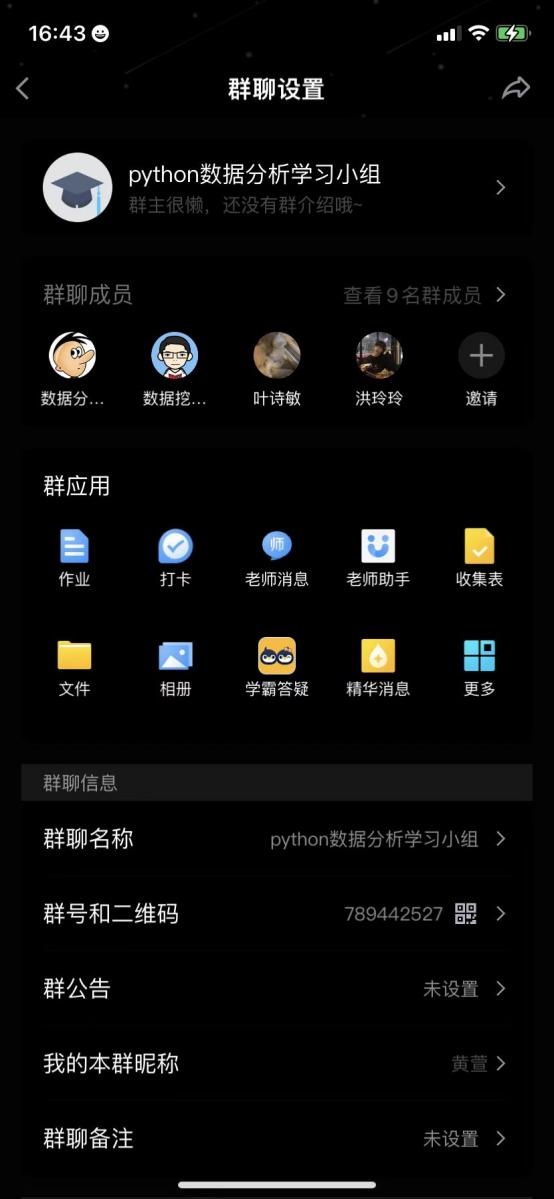 16:43
群聊设置
python数据分析学习小组
群主很懒，还没有群介绍哦~
群聊成员
查看9名群成员
数据分...
数据挖...
叶诗敏
洪玲玲
邀请
群应用
师
作业
打卡
老师消息
老师助手
收集表
文件
相册
学霸答疑
精华消息
更多
群聊信息
群聊名称
python数据分析学习小组
群号和二维码
789442527
群公告
未设置
我的本群昵称
黄萱
群聊备注
未设置